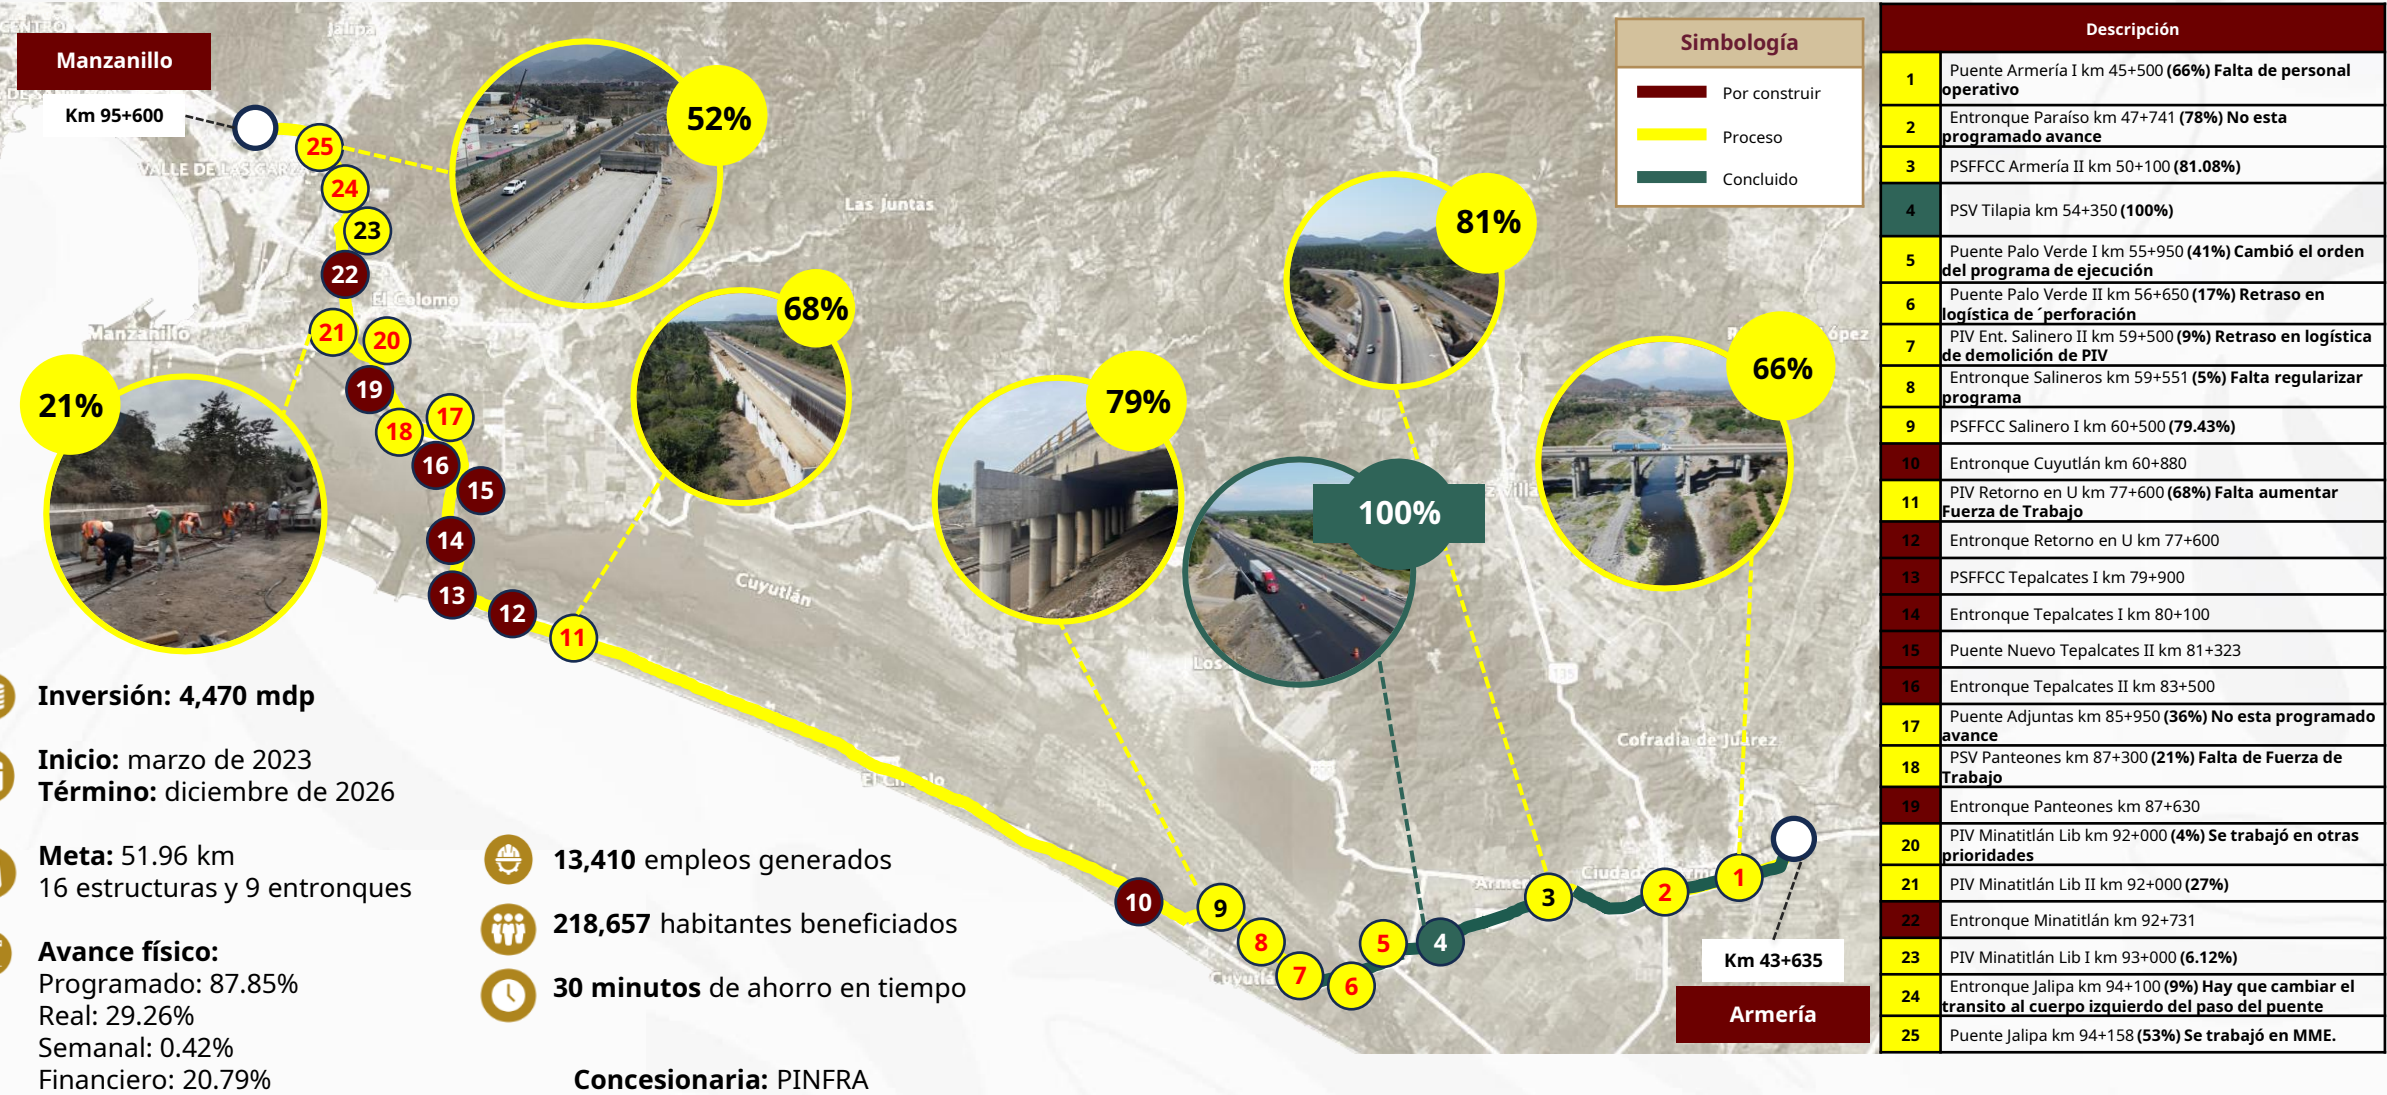 CENTRO
Jalipa
Manzanillo
Km 95+600
VALLE DE LAS GARZAS
Las Juntas
El Colomo
Manzanillo
Cuyutlán
Cofradía de Juárez
Cuyutlán
52%
68%
21%
79%
81%
100%
66%
25
24
23
22
21
20
19
18
17
16
15
14
13
12
11
10
9
8
7
6
5
4
3
2
1
Km 43+635
Armería
Simbología
Por construir
Proceso
Concluido
Inversión: 4,470 mdp
Inicio: marzo de 2023
Término: diciembre de 2026
Meta: 51.96 km
16 estructuras y 9 entronques
Avance físico:
Programado: 87.85%
Real: 29.26%
Semanal: 0.42%
Financiero: 20.79%
13,410 empleos generados
218,657 habitantes beneficiados
30 minutos de ahorro en tiempo
Concesionaria: PINFRA
Descripción
1 Puente Armería I km 45+500 (66%) Falta de personal
operativo
2 Entronque Paraíso km 47+741 (78%) No esta
programado avance
3 PSFFCC Armería II km 50+100 (81.08%)
4 PSV Tilapia km 54+350 (100%)
5 Puente Palo Verde I km 55+950 (41%) Cambió el orden
del programa de ejecución
6 Puente Palo Verde II km 56+650 (17%) Retraso en
logística de ´perforación
7 PIV Ent. Salinero II km 59+500 (9%) Retraso en logística
de demolición de PIV
8 Entronque Salineros km 59+551 (5%) Falta regularizar
programa
9 PSFFCC Salinero I km 60+500 (79.43%)
10 Entronque Cuyutlán km 60+880
11 PIV Retorno en U km 77+600 (68%) Falta aumentar
Fuerza de Trabajo
12 Entronque Retorno en U km 77+600
13 PSFFCC Tepalcates I km 79+900
14 Entronque Tepalcates I km 80+100
15 Puente Nuevo Tepalcates II km 81+323
16 Entronque Tepalcates II km 83+500
17 Puente Adjuntas km 85+950 (36%) No esta programado
avance
18 PSV Panteones km 87+300 (21%) Falta de Fuerza de
Trabajo
19 Entronque Panteones km 87+630
20 PIV Minatitlán Lib km 92+000 (4%) Se trabajó en otras
prioridades
21 PIV Minatitlán Lib II km 92+000 (27%)
22 Entronque Minatitlán km 92+731
23 PIV Minatitlán Lib I km 93+000 (6.12%)
24 Entronque Jalipa km 94+100 (9%) Hay que cambiar el
transito al cuerpo izquierdo del paso del puente
25 Puente Jalipa km 94+158 (53%) Se trabajó en MME.